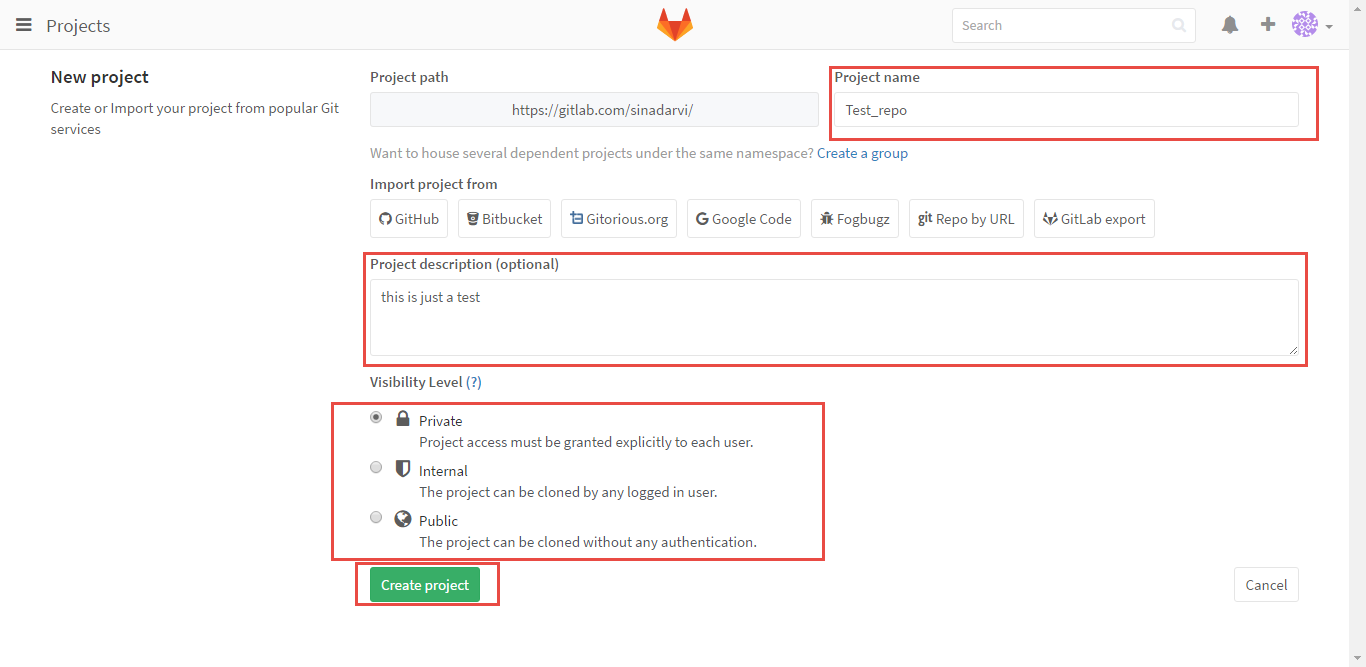 Projects
Search
New project
Create or Import your project from popular Git
services
Project path
https://gitlab.com/sinadarvi/
Project name
Test_repo
Want to house several dependent projects under the same namespace? Create a group
Import project from
GitHub
Bitbucket
Gitorious.org
Google Code
Fogbugz
git Repo by URL
GitLab export
Project description (optional)
this is just a test
Visibility Level (?)
Private
Project access must be granted explicitly to each user.
Internal
The project can be cloned by any logged in user.
Public
The project can be cloned without any authentication.
Create project
Cancel